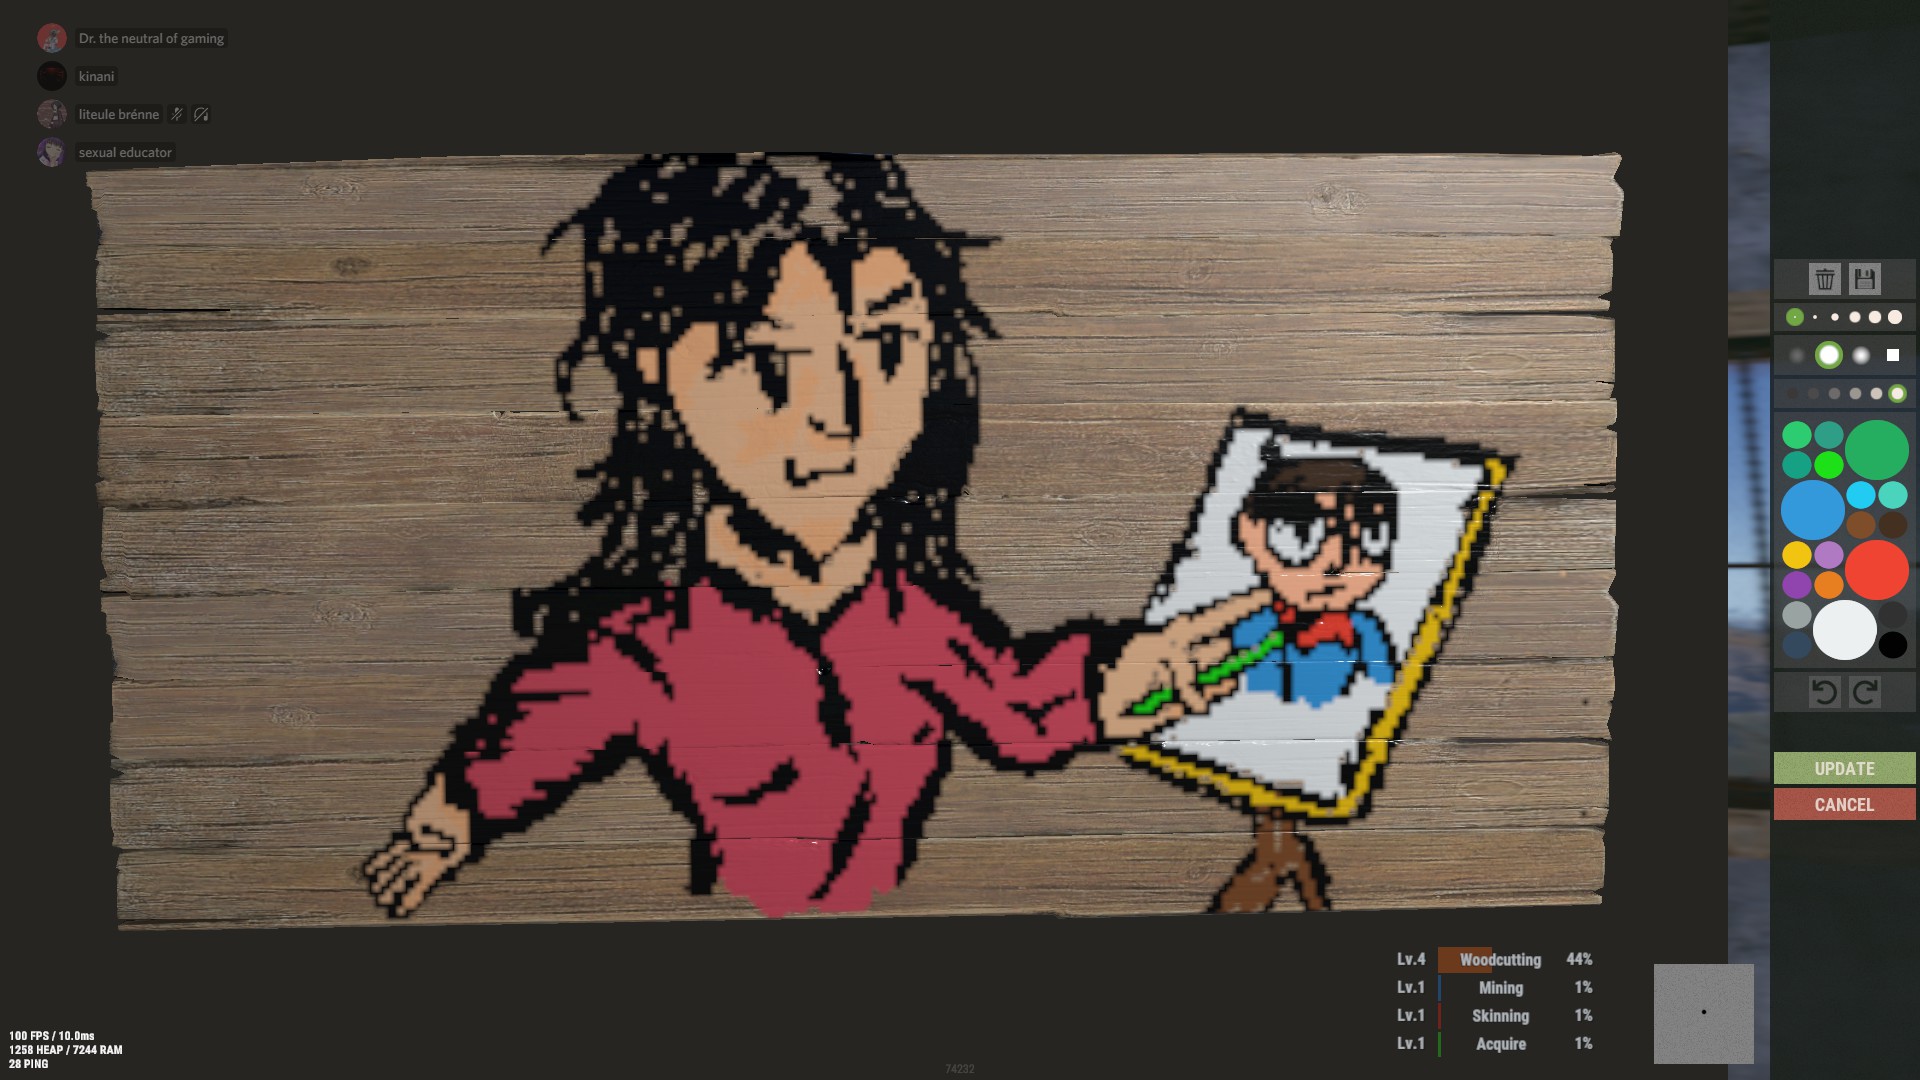 Dr. the neutral of gaming
kinani
liteule brénne
sexual educator
UPDATE
CANCEL
Lv.4 Woodcutting 44%
Lv.1 Mining 1%
Lv.1 Skinning 1%
Lv.1 Acquire 1%
100 FPS / 10.0ms
1258 HEAP / 7244 RAM
28 PING
74232